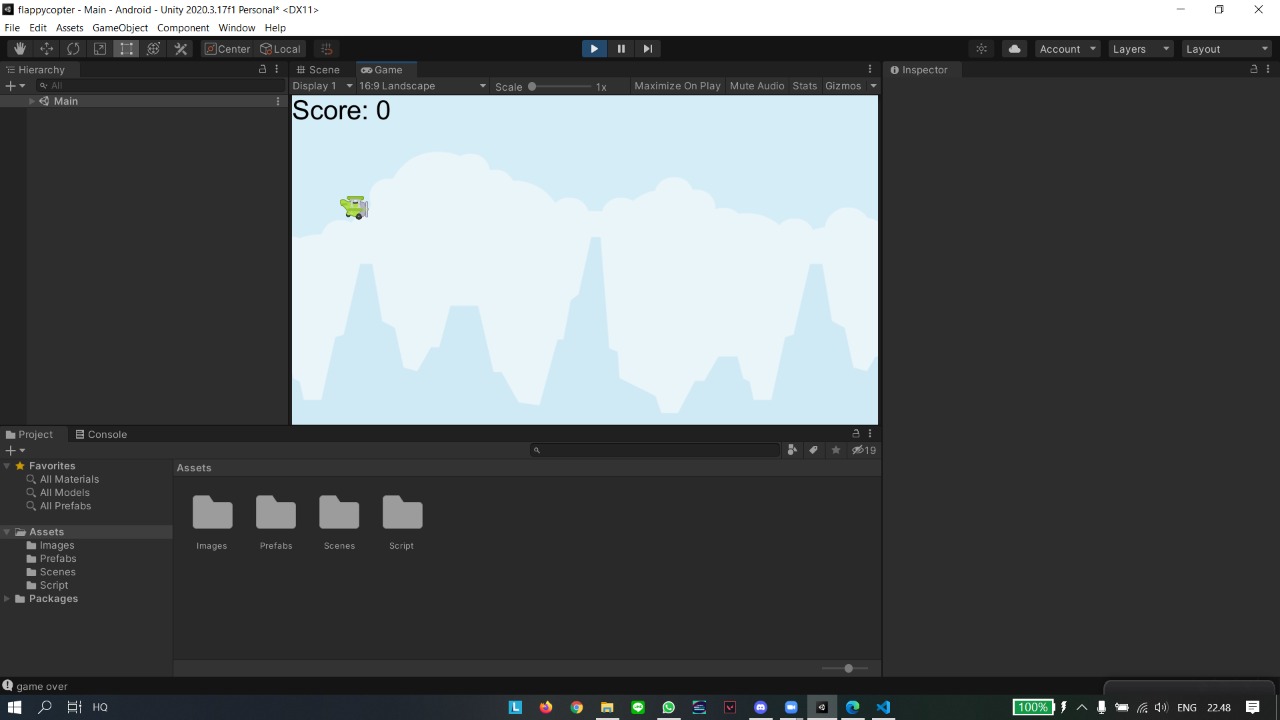 flappycopter - Main - Android - Unity 2020.3.17f1 Personal* <DX11>
File Edit Assets GameObject Component Window Help
Center Local Account Layers Layout
Hierarchy
All
Main
Scene Game
Display 1 16:9 Landscape Scale 1x Maximize On Play Mute Audio Stats Gizmos
Score: 0
Inspector
Project Console
19
Favorites
All Materials
All Models
All Prefabs
Assets
Images
Prefabs
Scenes
Script
Packages
Assets
Images Prefabs Scenes Script
game over
HQ
100% ENG 22.48